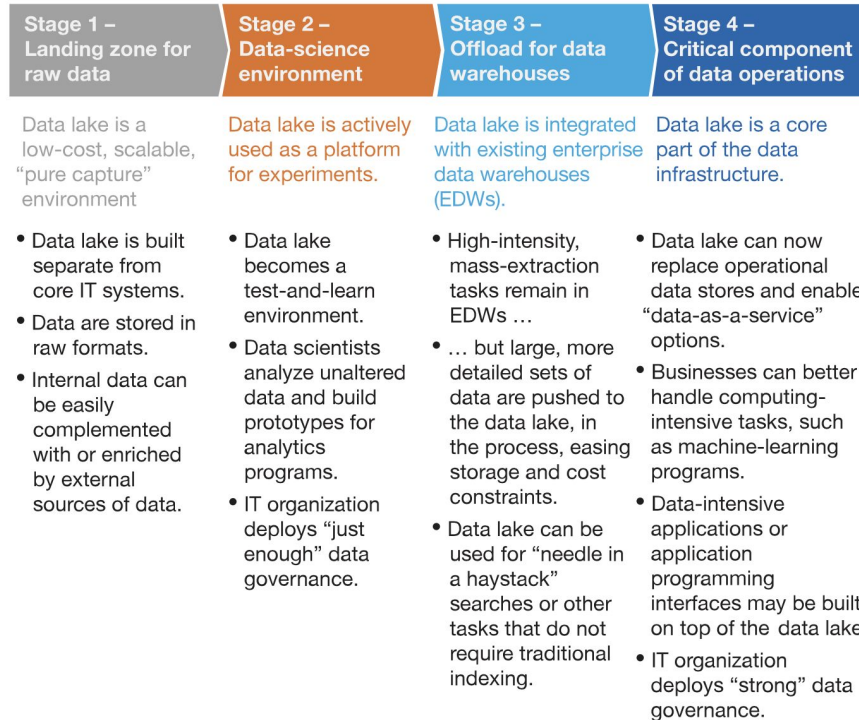 Stage 1 –
Landing zone for
raw data
Stage 2 –
Data-science
environment
Stage 3 –
Offload for data
warehouses
Stage 4 –
Critical component
of data operations
Data lake is a
low-cost, scalable,
“pure capture”
environment
Data lake is actively
used as a platform
for experiments.
Data lake is integrated
with existing enterprise
data warehouses
(EDWs).
Data lake is a core
part of the data
infrastructure.
• Data lake is built
separate from
core IT systems.
• Data are stored in
raw formats.
• Internal data can
be easily
complemented
with or enriched
by external
sources of data.
• Data lake
becomes a
test-and-learn
environment.
• Data scientists
analyze unaltered
data and build
prototypes for
analytics
programs.
• IT organization
deploys “just
enough” data
governance.
• High-intensity,
mass-extraction
tasks remain in
EDWs …
• … but large, more
detailed sets of
data are pushed to
the data lake, in
the process, easing
storage and cost
constraints.
• Data lake can be
used for “needle in
a haystack”
searches or other
tasks that do not
require traditional
indexing.
• Data lake can now
replace operational
data stores and enable
“data-as-a-service”
options.
• Businesses can better
handle computing-
intensive tasks, such
as machine-learning
programs.
• Data-intensive
applications or
application
programming
interfaces may be built
on top of the data lake
• IT organization
deploys “strong” data
governance.